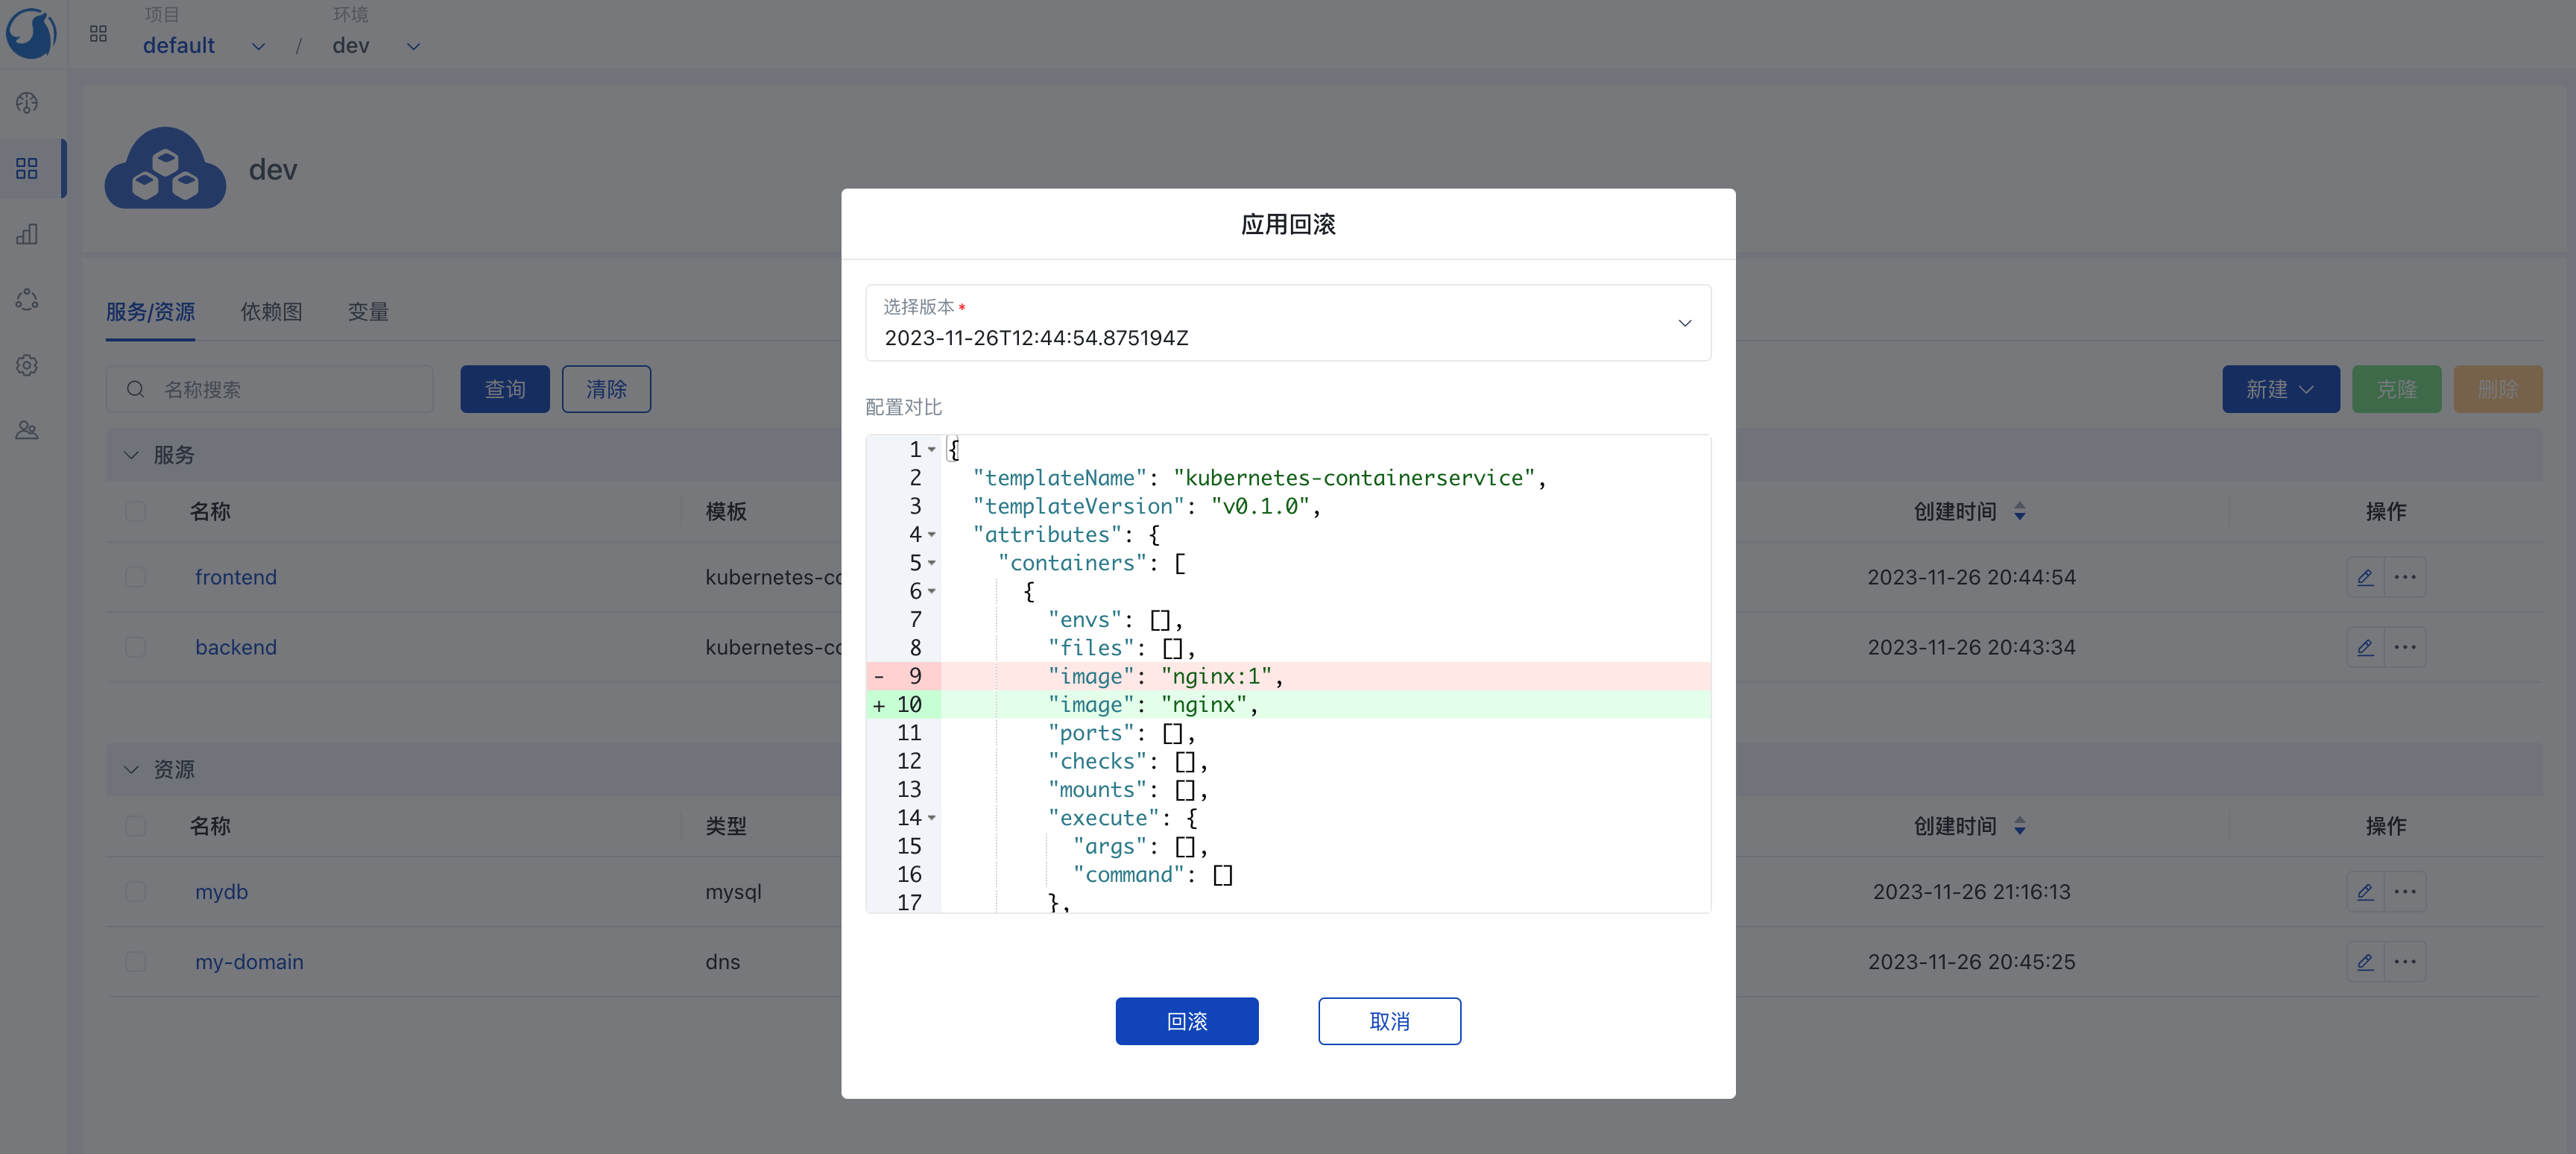 项目
环境
default
/
dev
dev
服务/资源
依赖图
变量
名称搜索
查询
清除
新建
克隆
删除
服务
名称
模板
创建时间
操作
frontend
kubernetes-co
2023-11-26 20:44:54
backend
kubernetes-co
2023-11-26 20:43:34
资源
名称
类型
创建时间
操作
mydb
mysql
2023-11-26 21:16:13
my-domain
dns
2023-11-26 20:45:25
应用回滚
选择版本 *
2023-11-26T12:44:54.875194Z
配置对比
1 {
2 "templateName": "kubernetes-containerservice",
3 "templateVersion": "v0.1.0",
4 "attributes": {
5 "containers": [
6 {
7 "envs": [],
8 "files": [],
- 9 "image": "nginx:1",
+ 10 "image": "nginx",
11 "ports": [],
12 "checks": [],
13 "mounts": [],
14 "execute": {
15 "args": [],
16 "command": []
17 },
回滚
取消